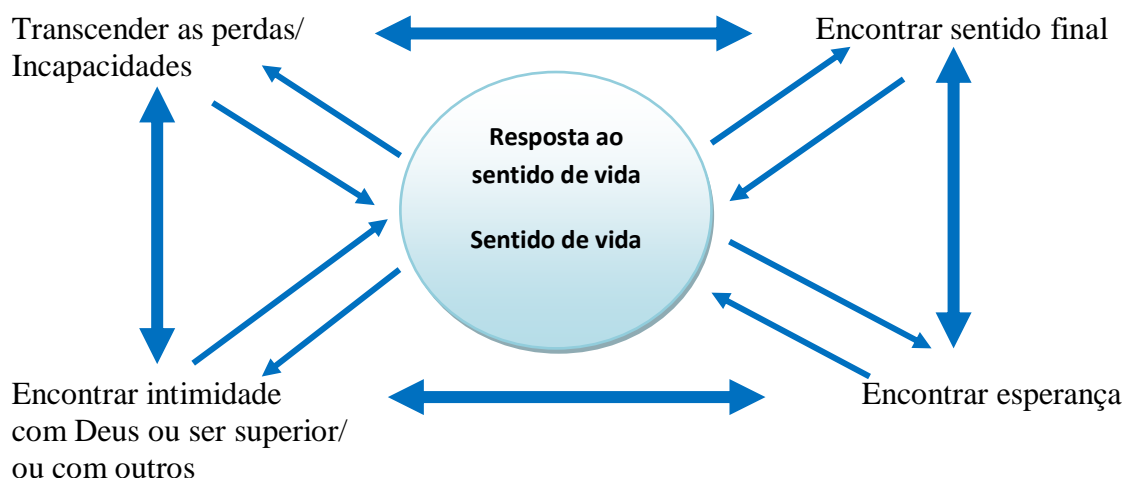 Transcender as perdas/
Incapacidades
Encontrar sentido final
Resposta ao
sentido de vida
Sentido de vida
Encontrar intimidade
com Deus ou ser superior/
ou com outros
Encontrar esperança